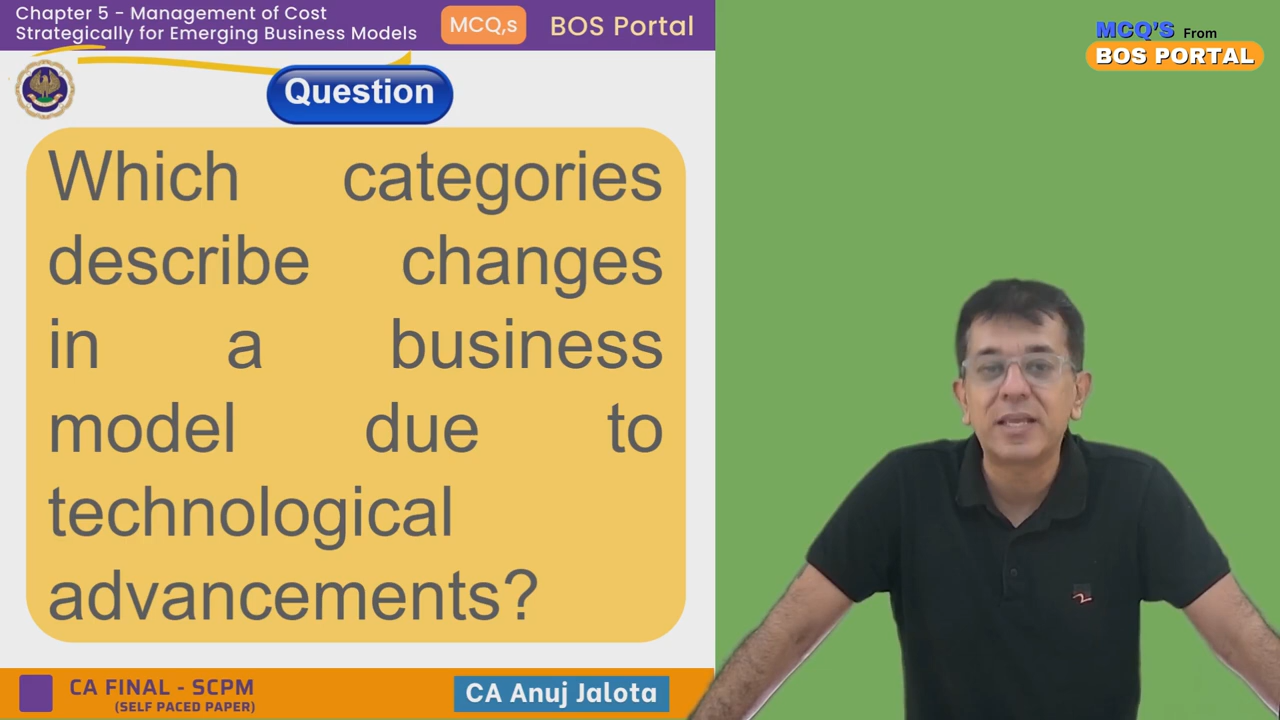 Chapter 5 - Management of Cost
Strategically for Emerging Business Models
MCQ,s
BOS Portal
MCQ'S From
BOS PORTAL
Question
Which categories
describe changes
in a business
model due to
technological
advancements?
CA FINAL - SCPM
(SELF PACED PAPER)
CA Anuj Jalota